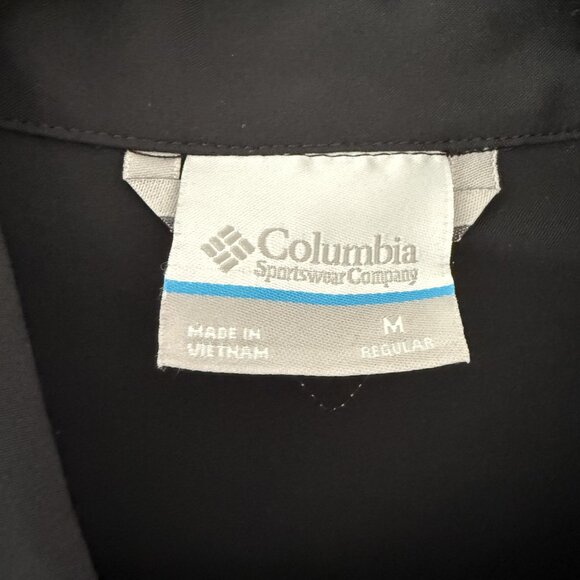 Columbia
Sportswear Company
MADE IN
VIETNAM
M
REGULAR